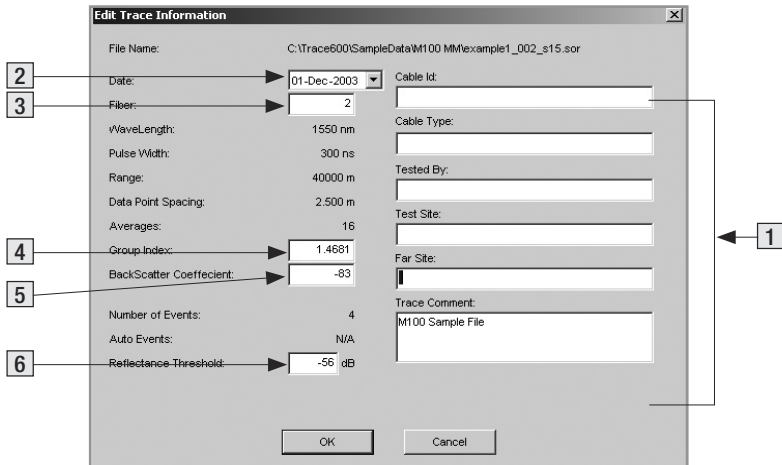 Edit Trace Information
File Name: C:\Trace600\SampleData\M100 MM\example1_002_s15.sor
2
Date: 01-Dec-2003
3
Fiber: 2
WaveLength: 1550 nm
Pulse Width: 300 ns
Range: 40000 m
Data Point Spacing: 2.500 m
Averages: 16
4
Group Index: 1.4681
5
BackScatter Coeffecient: -83
Number of Events: 4
Auto Events: N/A
6
Reflectance Threshold: -56 dB
Cable Id:
Cable Type:
Tested By:
Test Site:
1
Far Site:
Trace Comment:
M100 Sample File
OK
Cancel